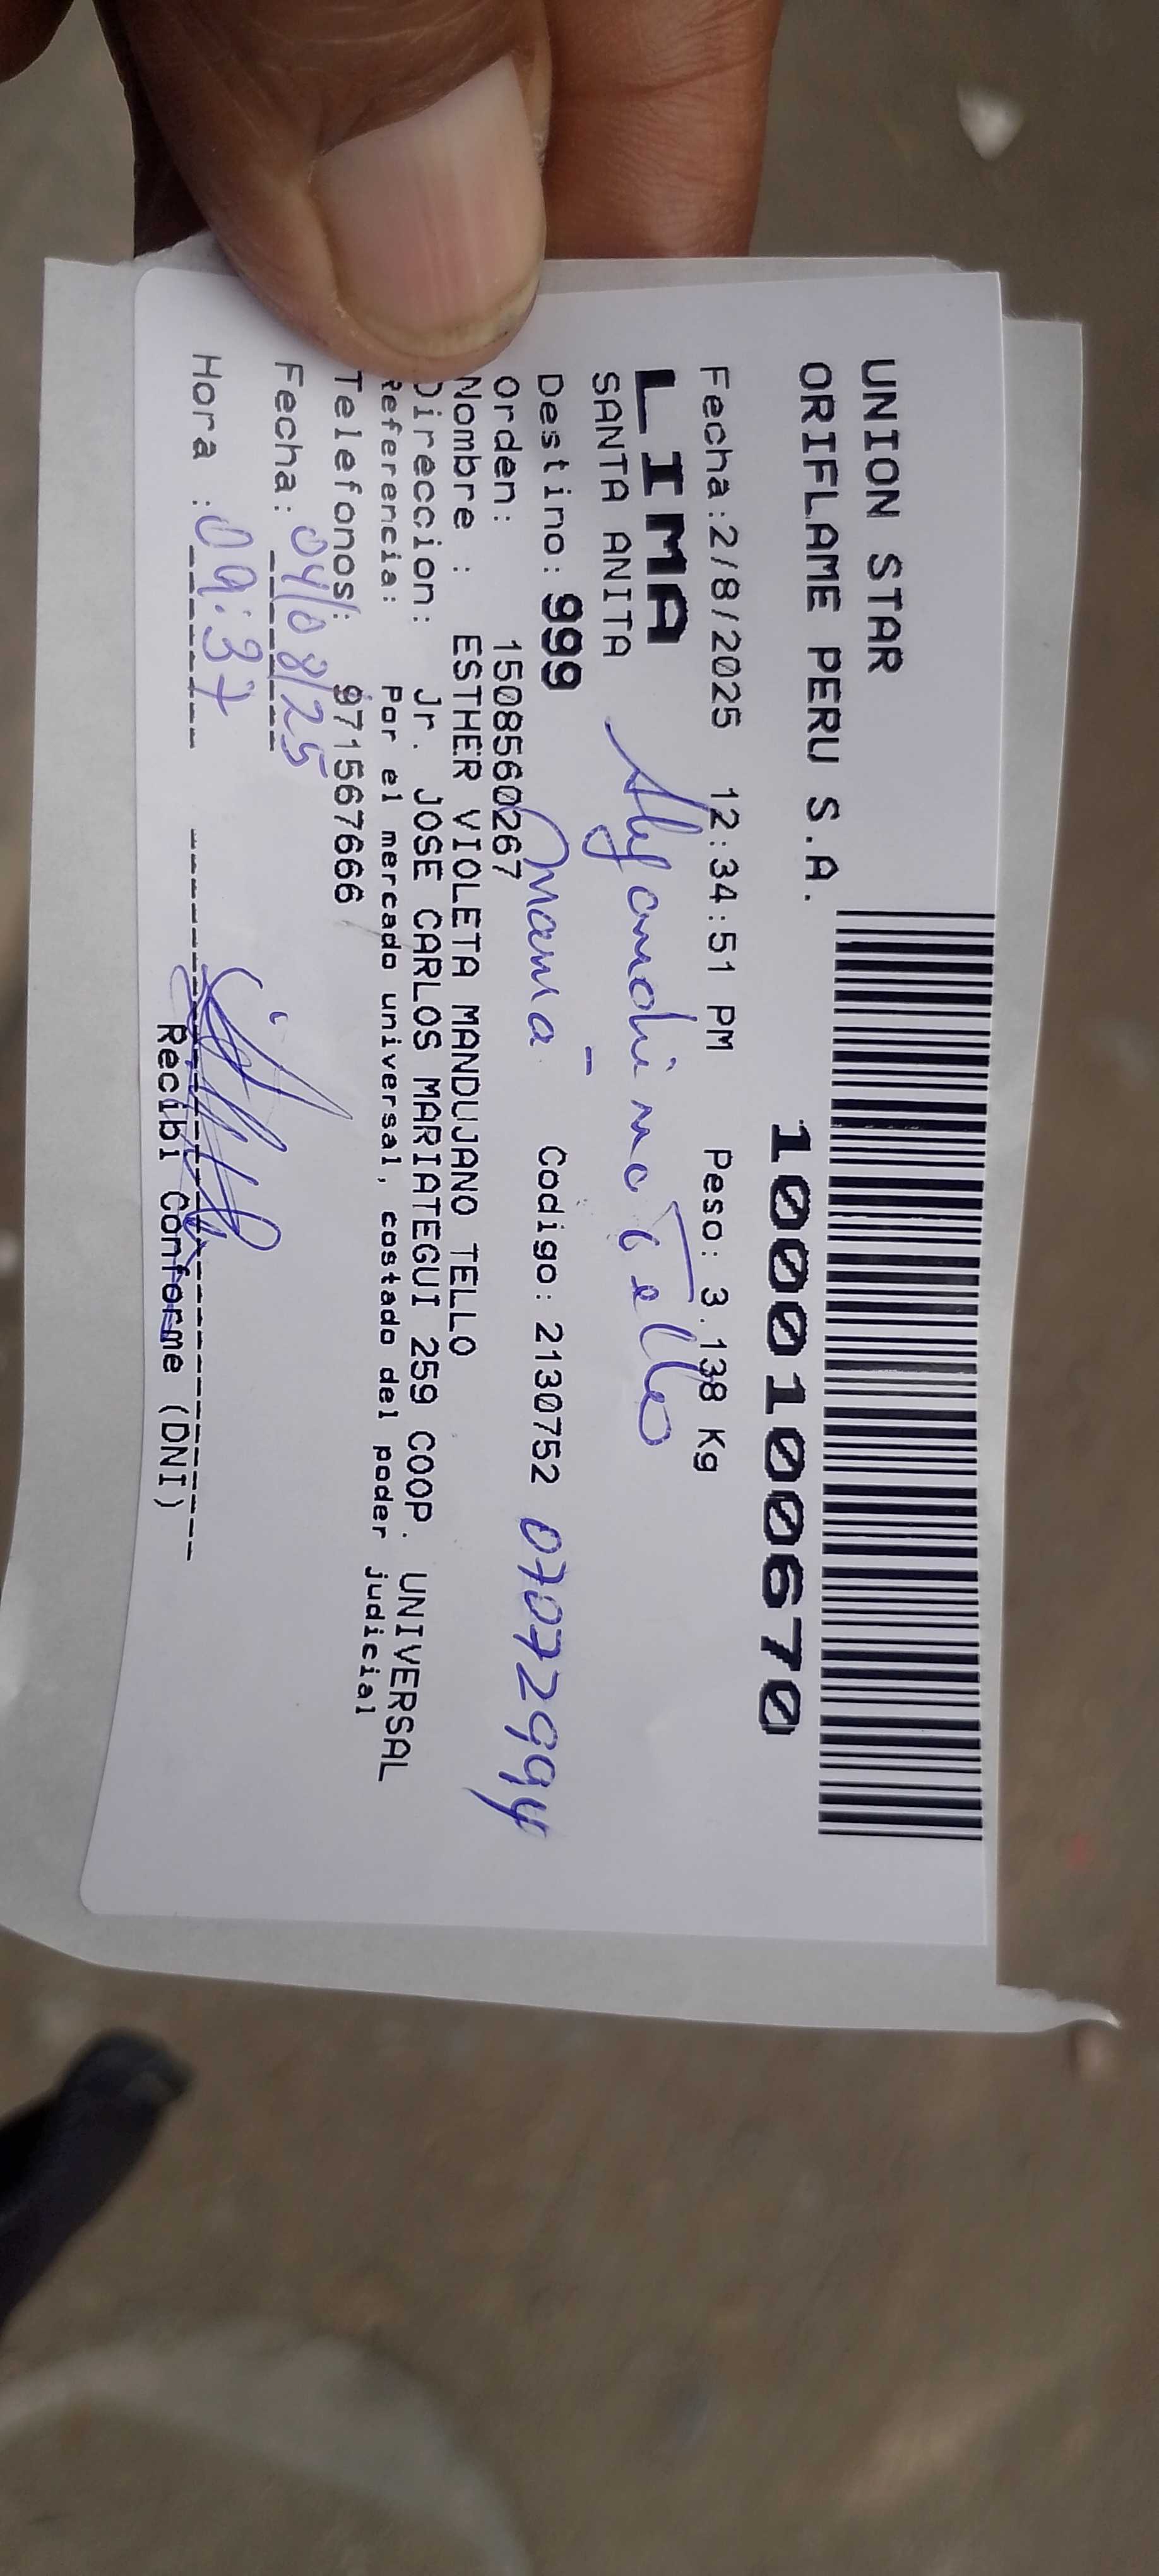 UNION STAR
ORIFLAME PERU S.A.
1000100670
Fecha:2/8/2025 12:34:51 PM Peso: 3.138 Kg
LIMA
SANTA ANITA
Tello
Destino: 999 Codigo: 2130752
mama 07072994
Orden: 1508560267
Nombre : ESTHER VIOLETA MANDUJANO TELLO
Direccion: Jr. JOSE CARLOS MARIATEGUI 259 COOP. UNIVERSAL
Referencia: Por el mercado universal, costado del poder judicial
Telefonos: 971567666
Fecha: 04/08/25
Hora : 09:37
Recibi Conforme (DNI)